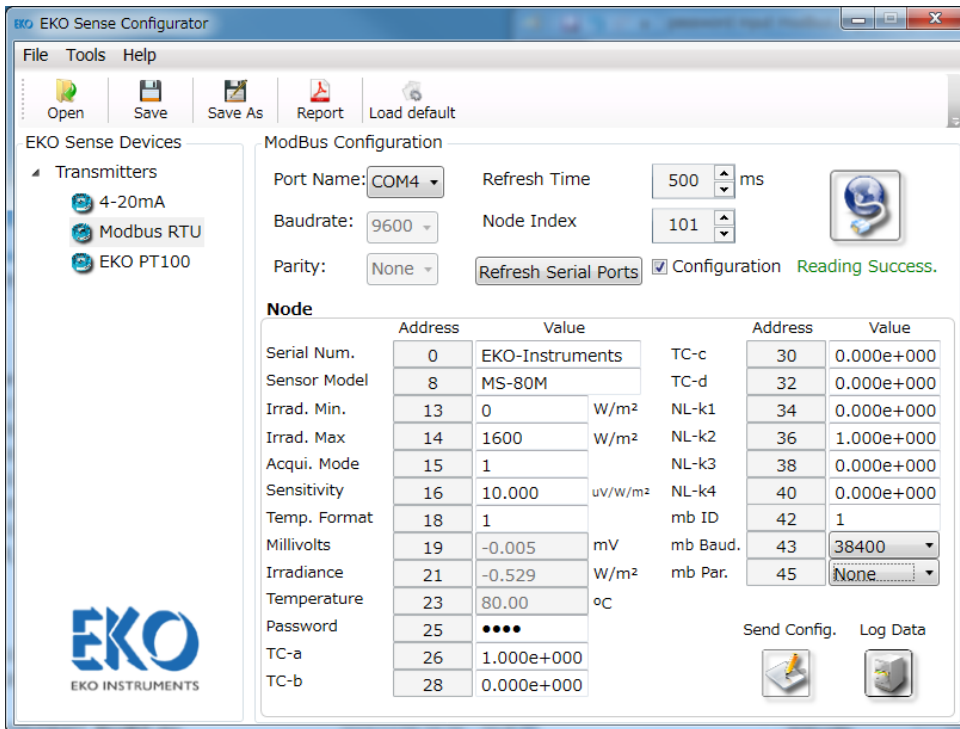 EKO EKO Sense Configurator
File Tools Help
Open Save Save As Report Load default
EKO Sense Devices
Transmitters
4-20mA
Modbus RTU
EKO PT100
EKO
EKO INSTRUMENTS
ModBus Configuration
Port Name: COM4 Refresh Time 500 ms
Baudrate: 9600 Node Index 101
Parity: None Refresh Serial Ports Configuration Reading Success.
Node
Address Value Address Value
Serial Num. 0 EKO-Instruments TC-c 30 0.000e+000
Sensor Model 8 MS-80M TC-d 32 0.000e+000
Irrad. Min. 13 0 W/m² NL-k1 34 0.000e+000
Irrad. Max 14 1600 W/m² NL-k2 36 1.000e+000
Acqui. Mode 15 1 NL-k3 38 0.000e+000
Sensitivity 16 10.000 uV/W/m² NL-k4 40 0.000e+000
Temp. Format 18 1 mb ID 42 1
Millivolts 19 -0.005 mV mb Baud. 43 38400
Irradiance 21 -0.529 W/m² mb Par. 45 None
Temperature 23 80.00 ºC
Password 25 ●●●● Send Config. Log Data
TC-a 26 1.000e+000
TC-b 28 0.000e+000